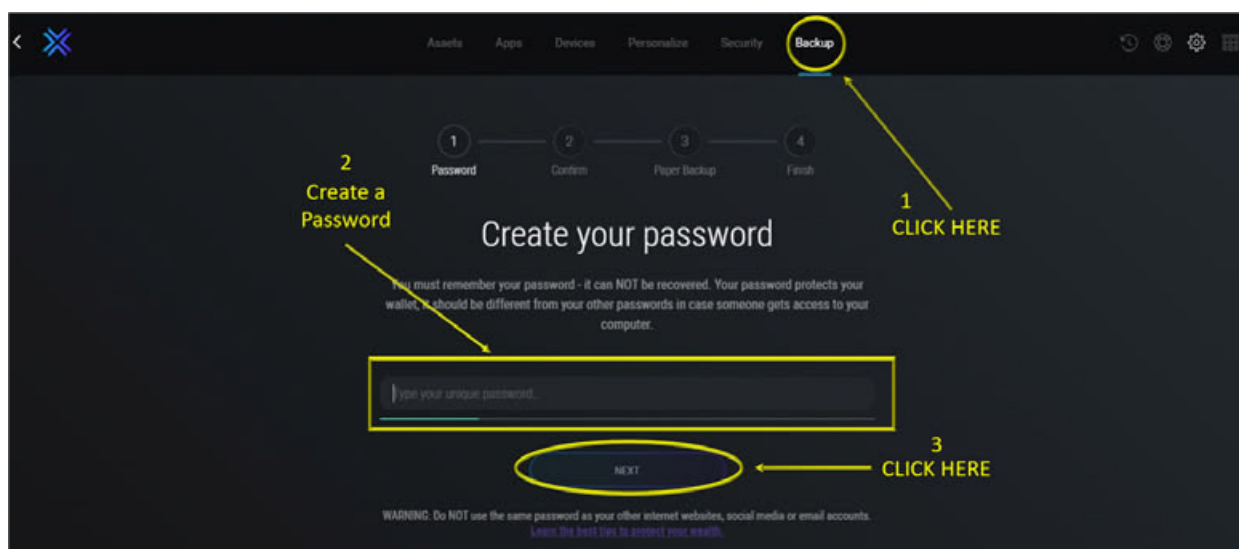 Assets Apps Devices Personalize Security Backup
1 2 3 4
Password Confirm Paper Backup Finish
2
Create a
Password
1
CLICK HERE
Create your password
You must remember your password - it can NOT be recovered. Your password protects your
wallet, it should be different from your other passwords in case someone gets access to your
computer.
Type your unique password..
3
CLICK HERE
NEXT
WARNING: Do NOT use the same password as your other internet websites, social media or email accounts.
Learn the best tips to protect your wealth.